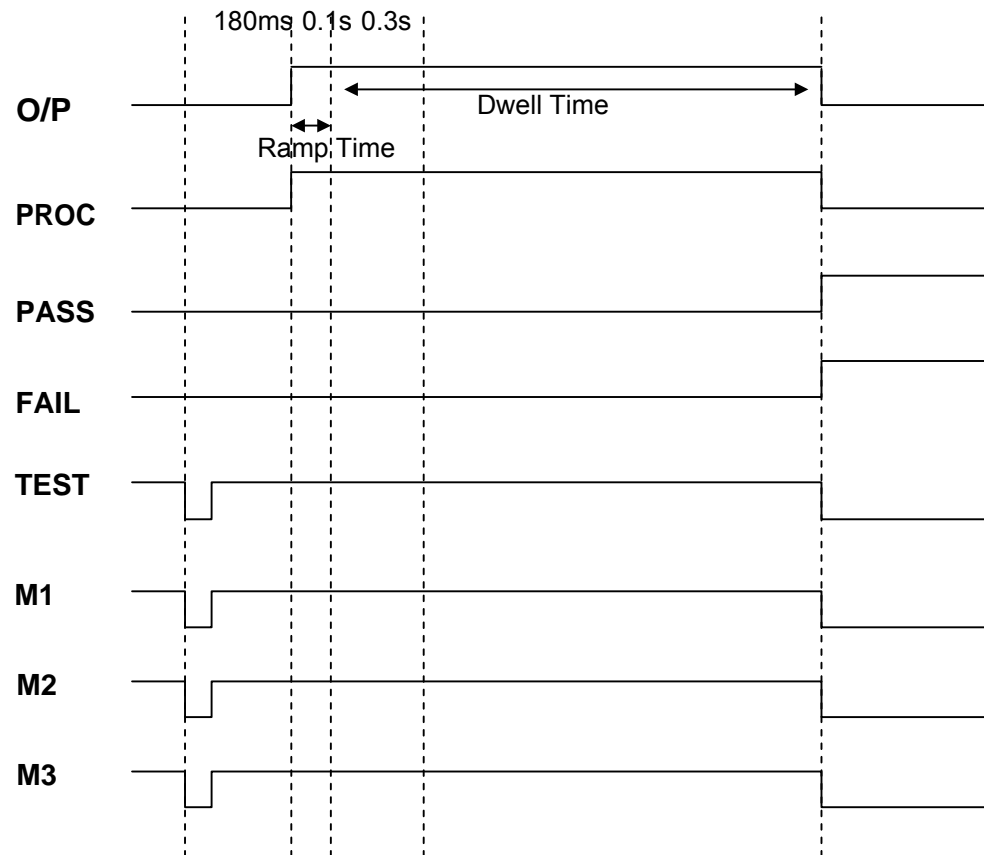 180ms 0.1s 0.3s
O/P
Dwell Time
Ramp Time
PROC
PASS
FAIL
TEST
M1
M2
M3